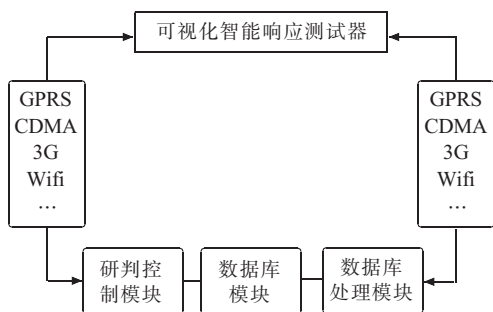 可视化智能响应测试器
GPRS
CDMA
3G
Wifi
…
GPRS
CDMA
3G
Wifi
…
研判控
制模块
数据库
模块
数据库
处理模块